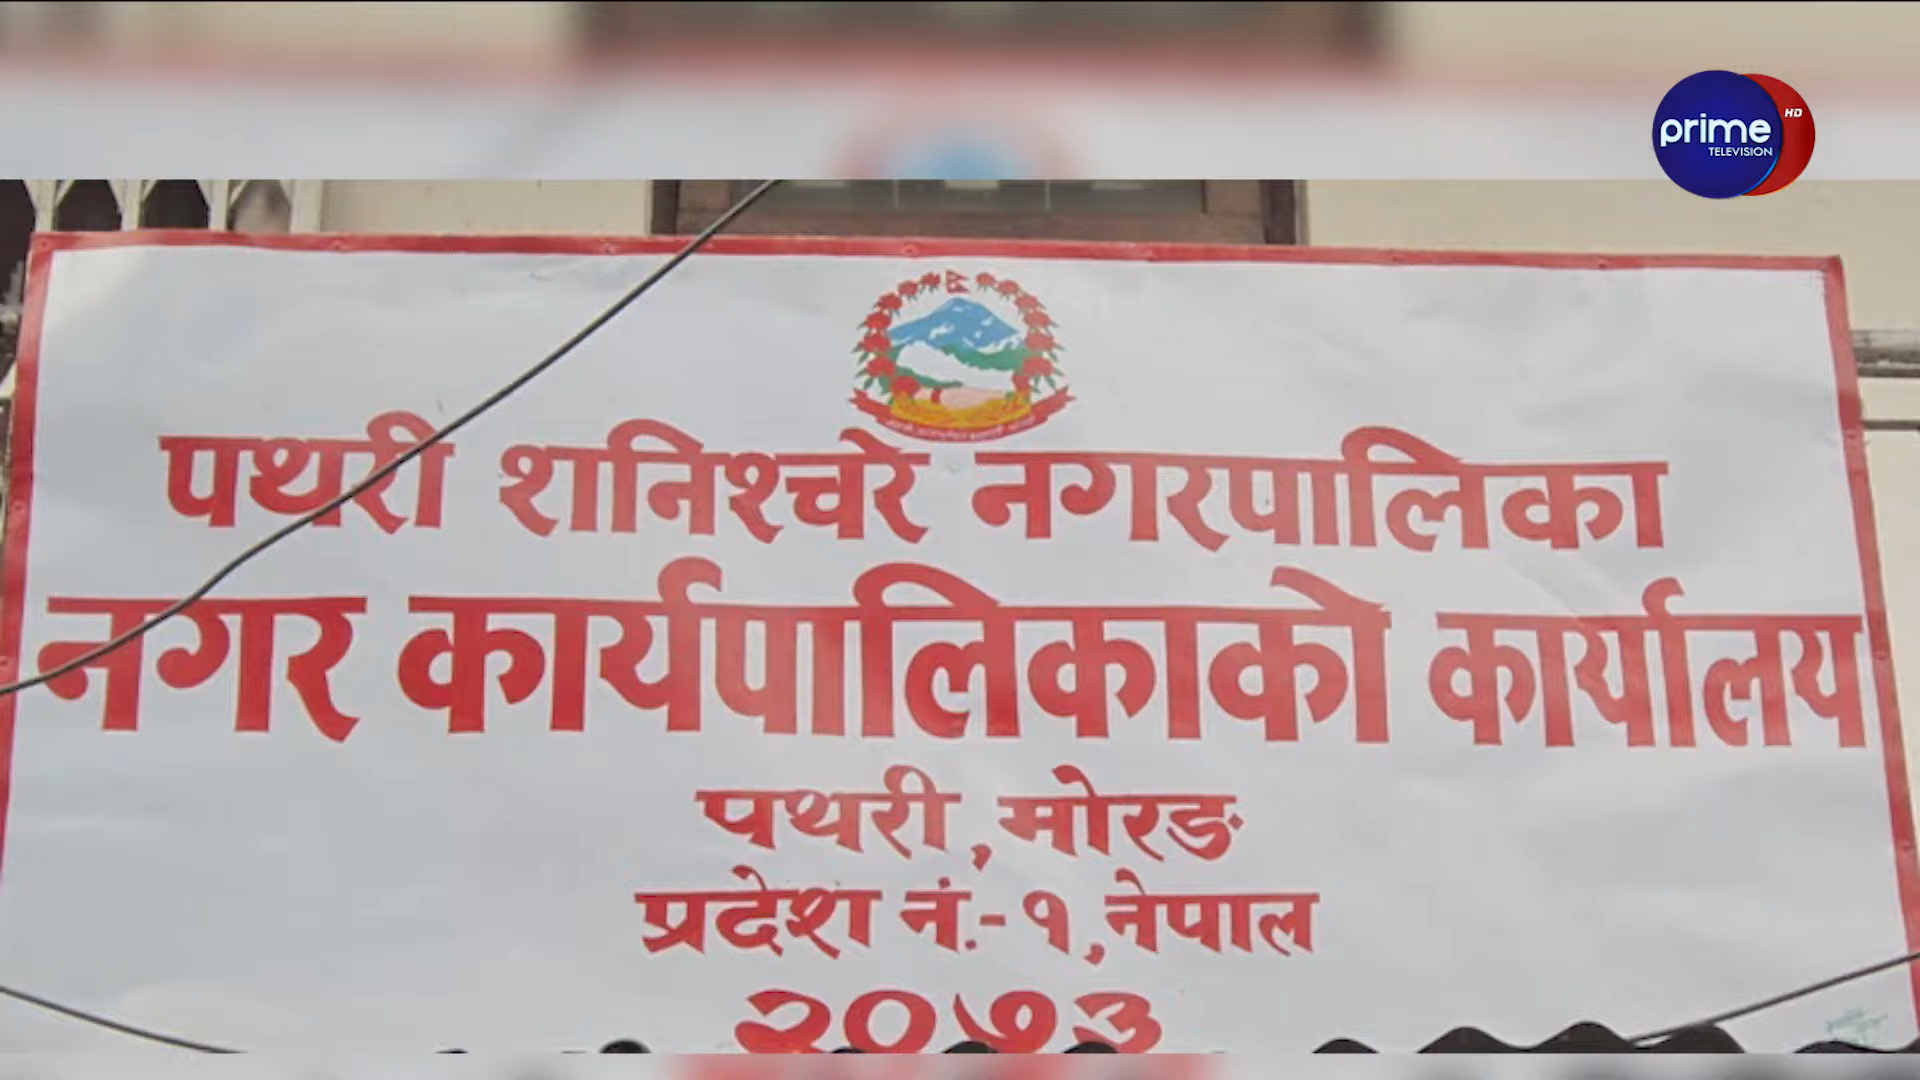 prime HD
TELEVISION
पथरी शनिश्चरे नगरपालिका
नगर कार्यपालिकाको कार्यालय
पथरी, मोरङ
प्रदेश नं.-१, नेपाल
२०७३